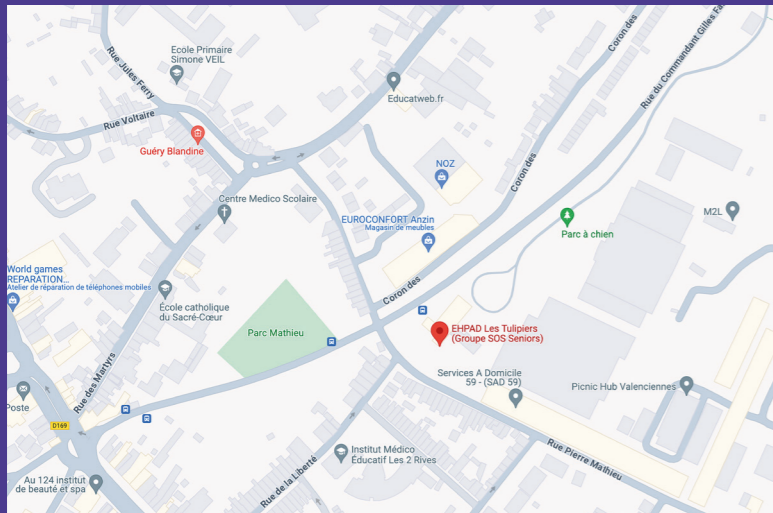 Ecole Primaire
Simone VEIL
Rue Jules Ferry
Coron des
Rue du Commandant Gilles Fa
Educatweb.fr
Rue Voltaire
Guéry Blandine
NOZ
Coron des
Centre Medico Scolaire
M2L
EUROCONFORT Anzin
Magasin de meubles
Parc à chien
World games
REPARATION...
Atelier de réparation de téléphones mobiles
Coron des
École catholique
du Sacré-Cœur
Parc Mathieu
EHPAD Les Tulipiers
(Groupe SOS Seniors)
Rue des Martyrs
Services A Domicile
59 - (SAD 59)
Picnic Hub Valenciennes
Poste
D169
Rue Pierre Mathieu
Institut Médico
Éducatif Les 2 Rives
Rue de la Liberté
Au 124 institut
de beauté et spa